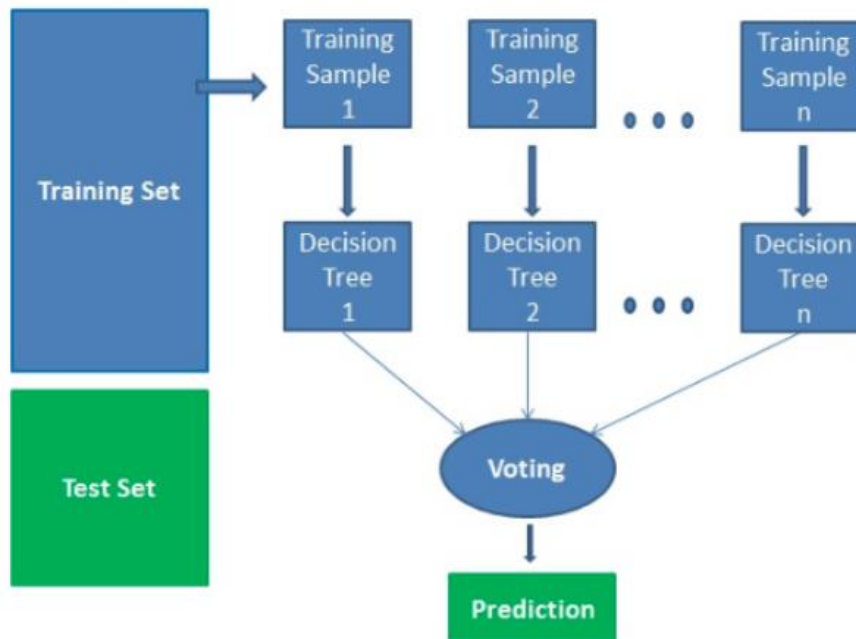 Training Set
Test Set
Training
Sample
1
Training
Sample
2
Training
Sample
n
Decision
Tree
1
Decision
Tree
2
Decision
Tree
n
Voting
Prediction